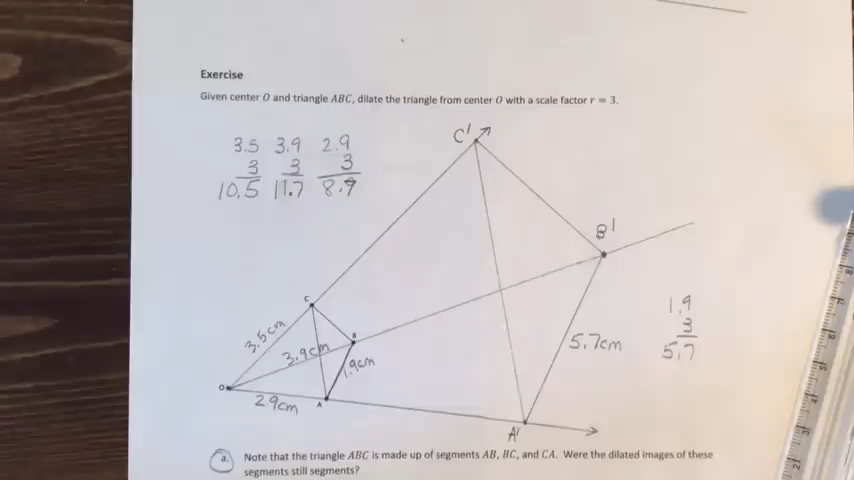 Exercise
Given center O and triangle ABC, dilate the triangle from center O with a scale factor r = 3.
3.5 3.9 2.9
3 3 3
10.5 11.7 8.7
C'
B'
C
3.5cm
B
3.9cm
1.9cm
O
2.9cm
A
A'
5.7cm
1.9
3
5.7
a. Note that the triangle ABC is made up of segments AB, BC, and CA. Were the dilated images of these
segments still segments?